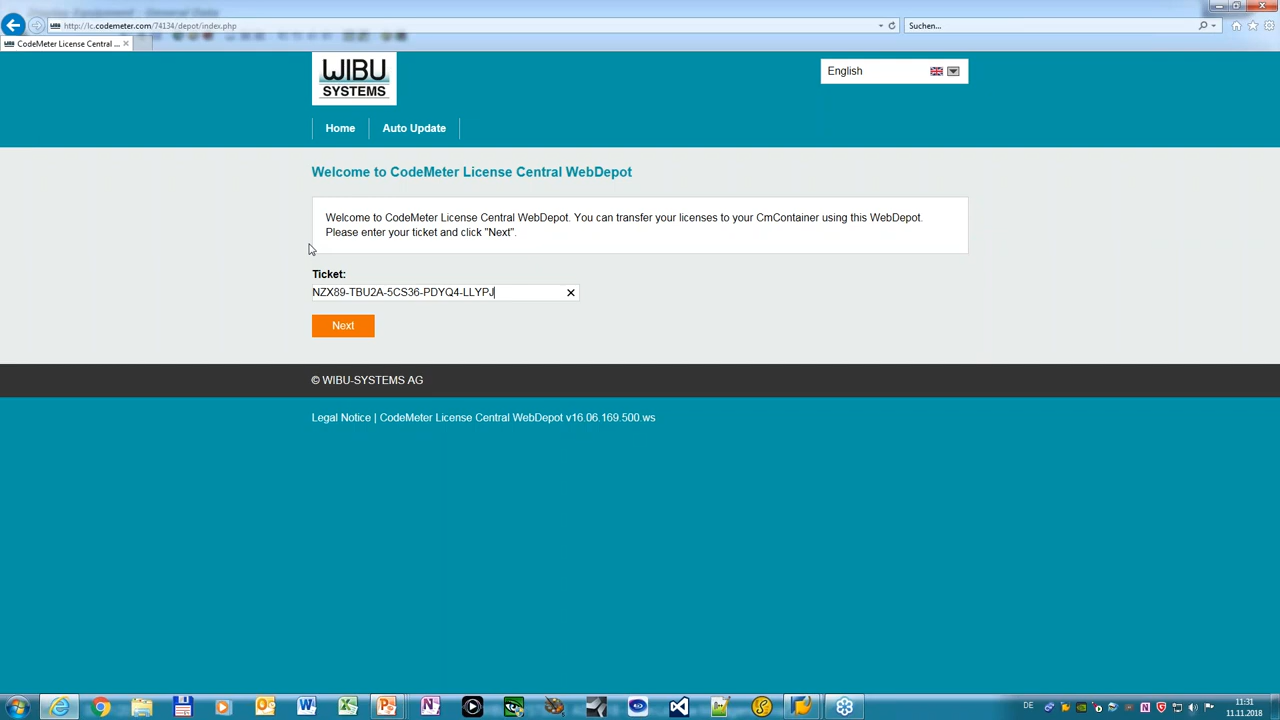 http://lc.codemeter.com/74134/depot/index.php
Suchen...
CodeMeter License Central ...
WIBU
SYSTEMS
English
Home
Auto Update
Welcome to CodeMeter License Central WebDepot
Welcome to CodeMeter License Central WebDepot. You can transfer your licenses to your CmContainer using this WebDepot.
Please enter your ticket and click "Next".
Ticket:
NZX89-TBU2A-5CS36-PDYQ4-LLYPJ
Next
© WIBU-SYSTEMS AG
Legal Notice | CodeMeter License Central WebDepot v16.06.169.500.ws
DE
11:31
11.11.2018